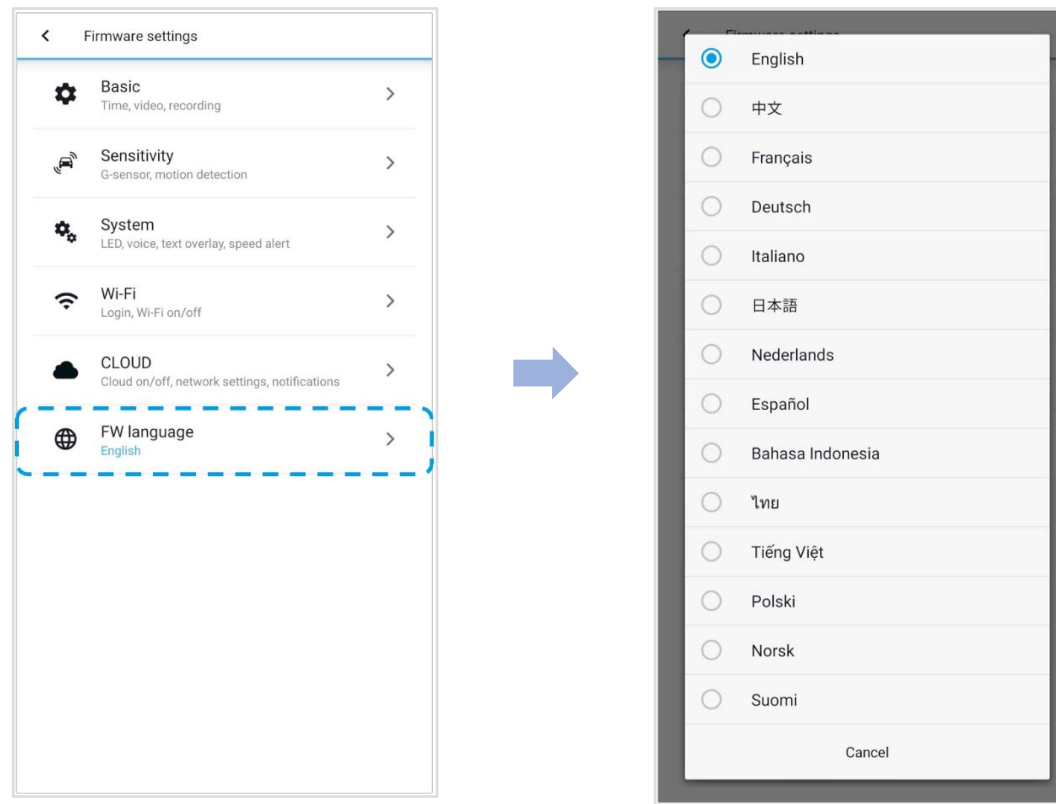 Firmware settings
Basic
Time, video, recording
Sensitivity
G-sensor, motion detection
System
LED, voice, text overlay, speed alert
Wi-Fi
Login, Wi-Fi on/off
CLOUD
Cloud on/off, network settings, notifications
FW language
English
Firmware settings
English
中文
Français
Deutsch
Italiano
日本語
Nederlands
Español
Bahasa Indonesia
ไทย
Tiếng Việt
Polski
Norsk
Suomi
Cancel